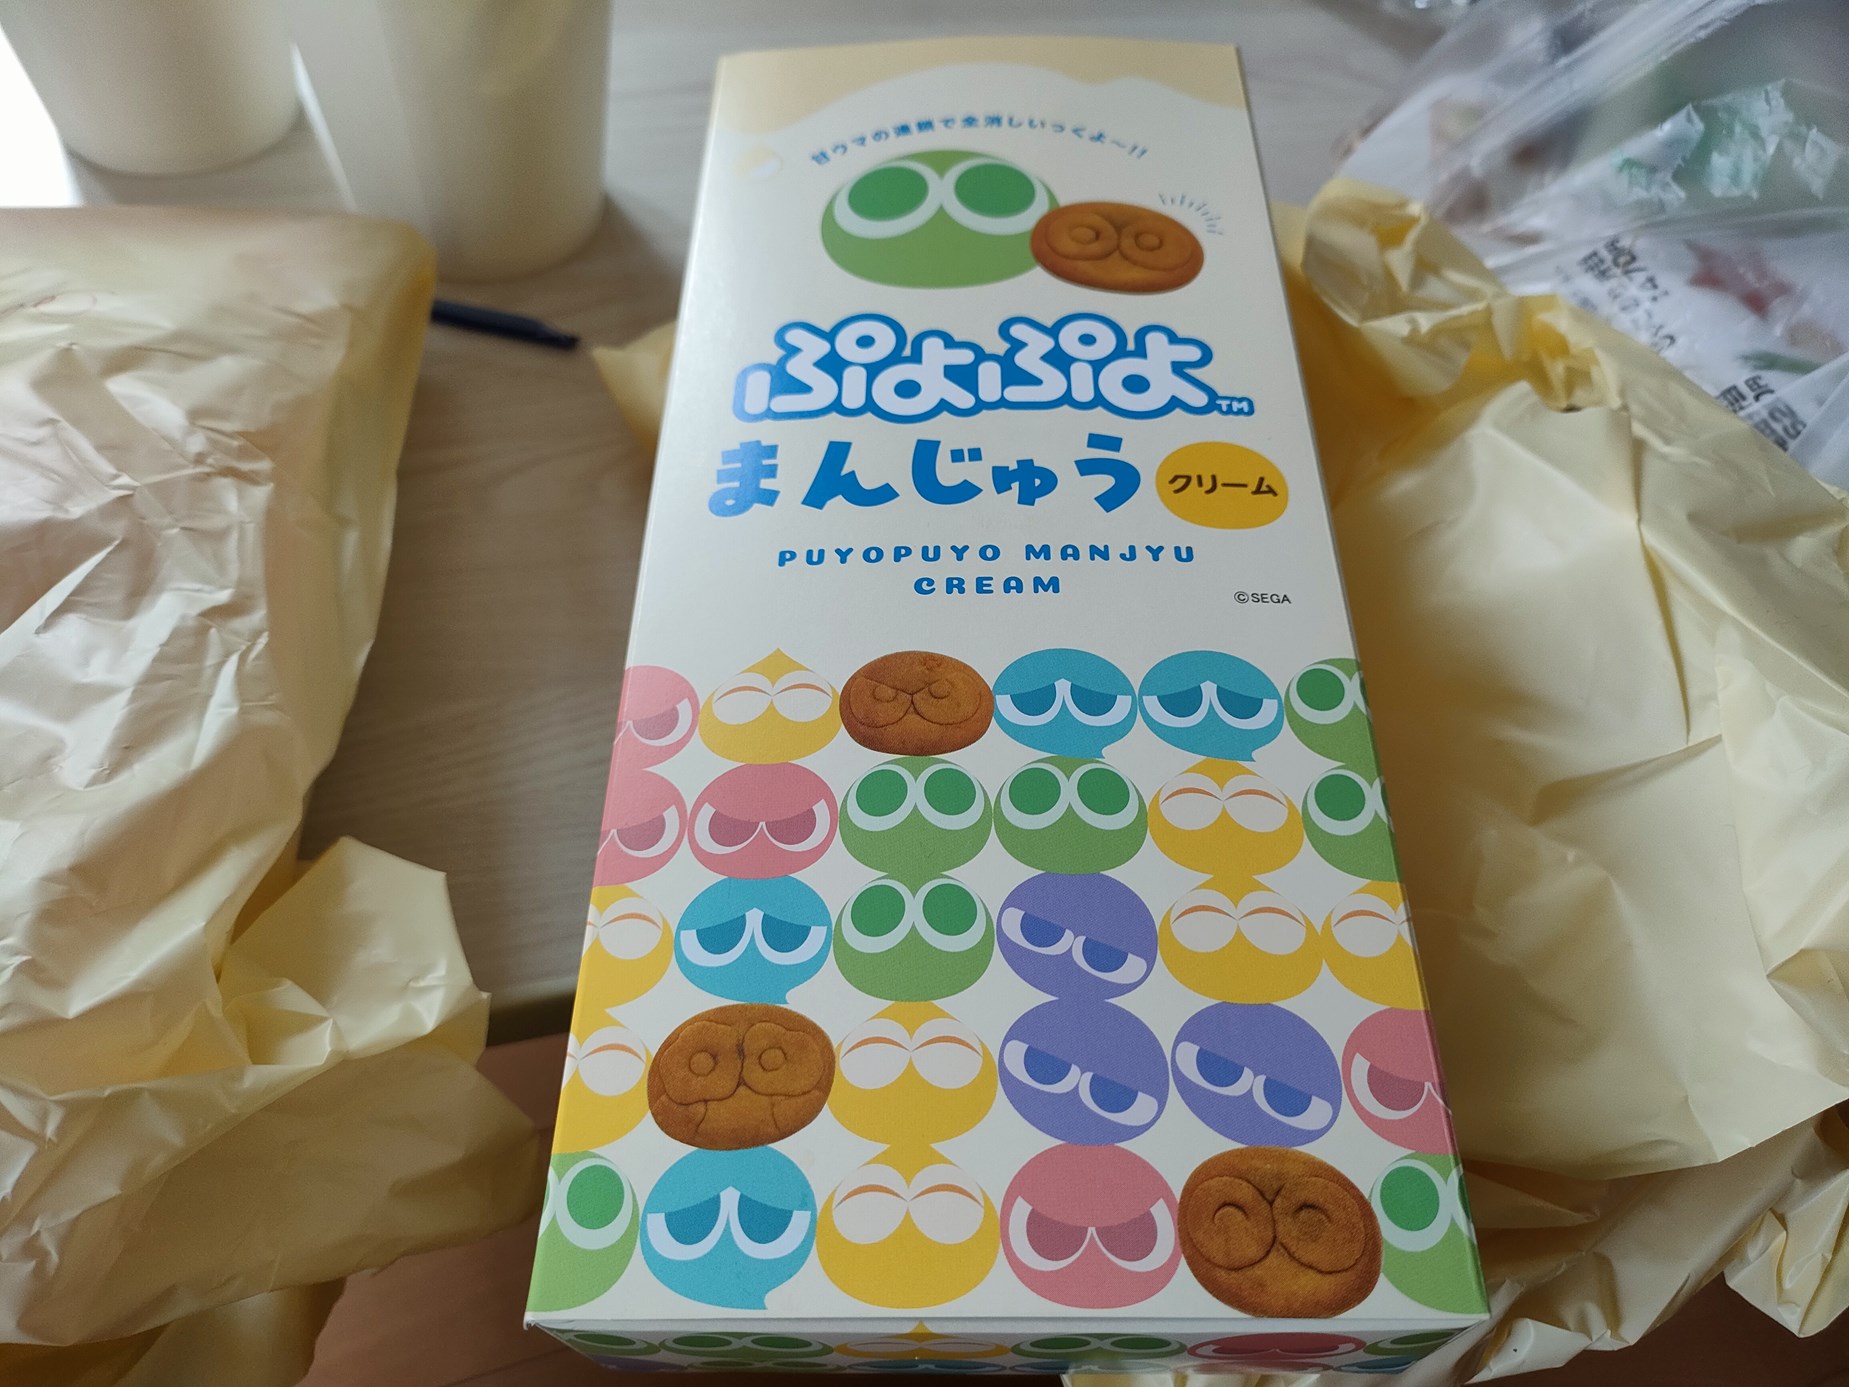 甘ウマの連鎖で全消しいっくよ～!!
ぷよぷよ™
まんじゅう クリーム
PUYOPUYO MANJYU
CREAM
©SEGA